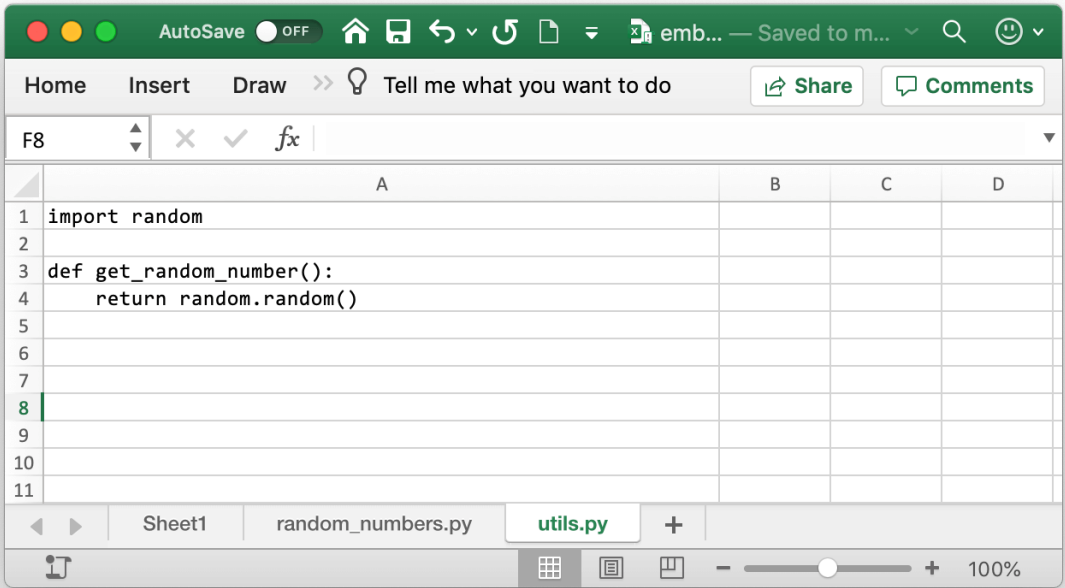 AutoSave OFF emb... — Saved to m...
Home Insert Draw Tell me what you want to do Share Comments
F8 fx
A B C D
1 import random
2
3 def get_random_number():
4     return random.random()
5
6
7
8
9
10
11
Sheet1 random_numbers.py utils.py +
100%